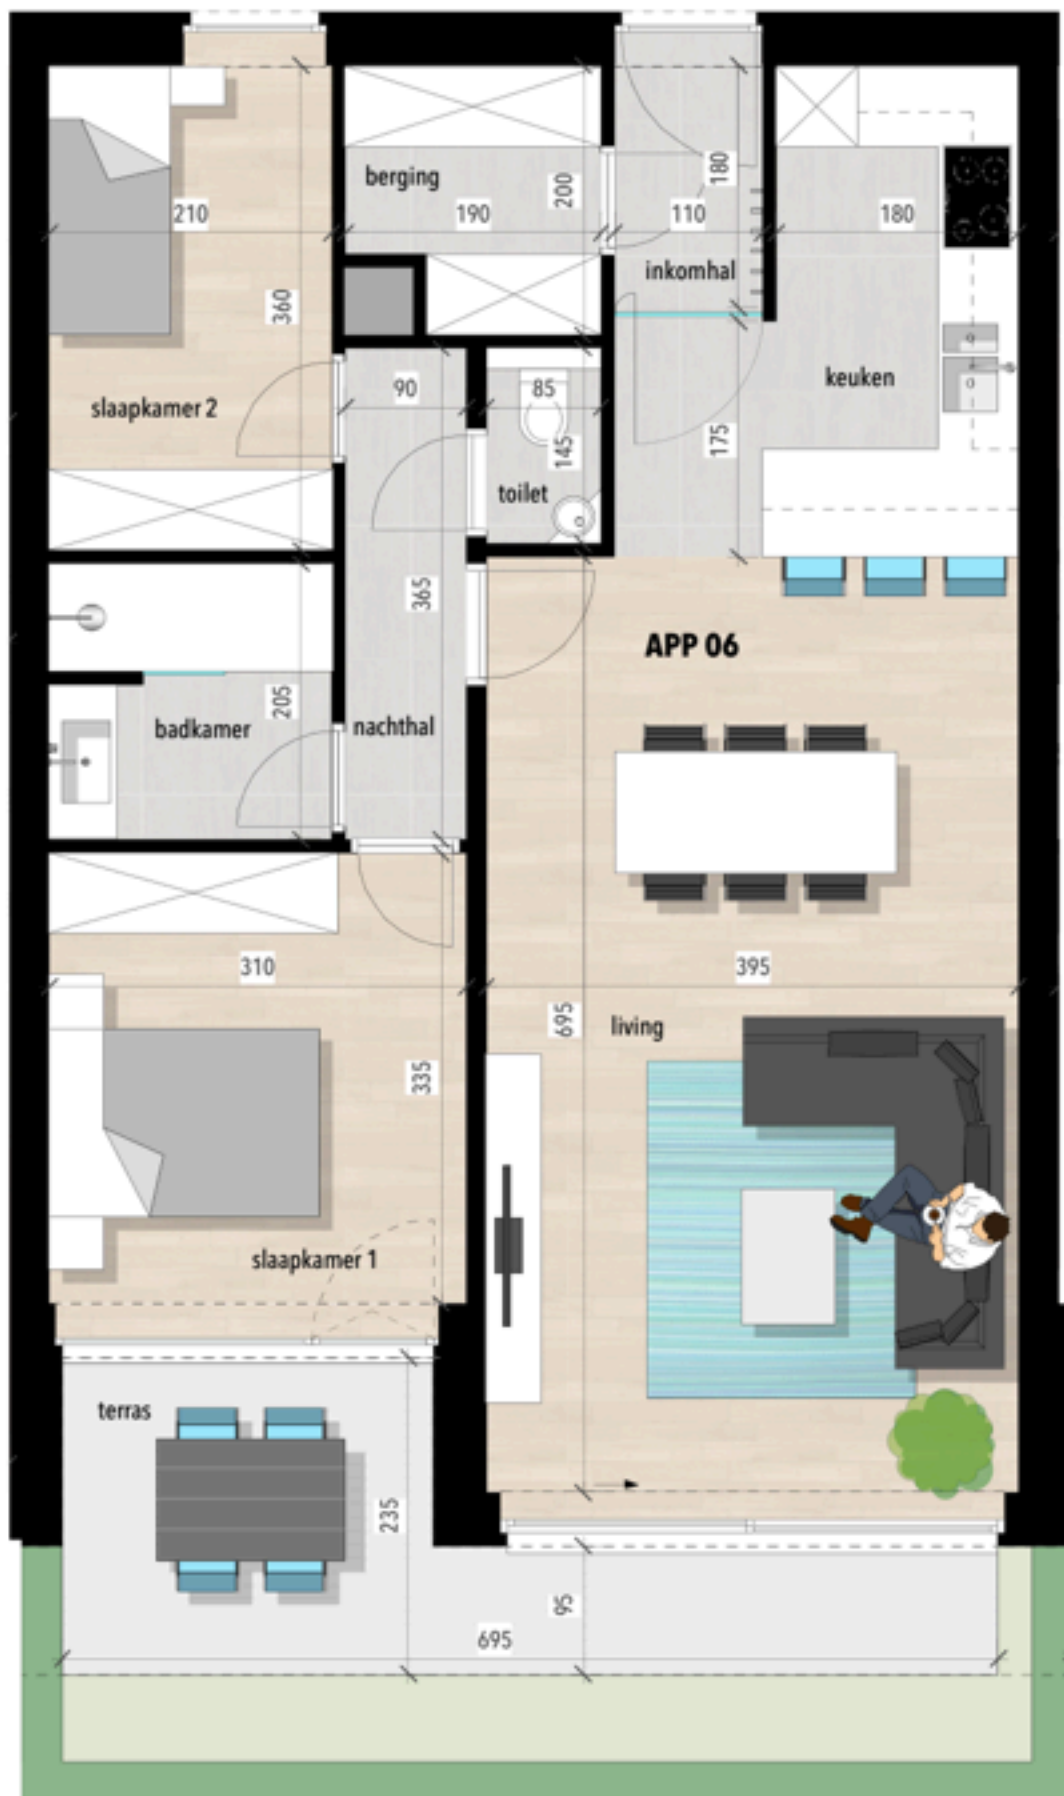 berging
180
200
210
190
110
180
inkomhal
360
keuken
90
85
slaapkamer 2
175
145
toilet
365
APP 06
205
badkamer
nachthal
310
395
695
living
335
slaapkamer 1
terras
235
95
695